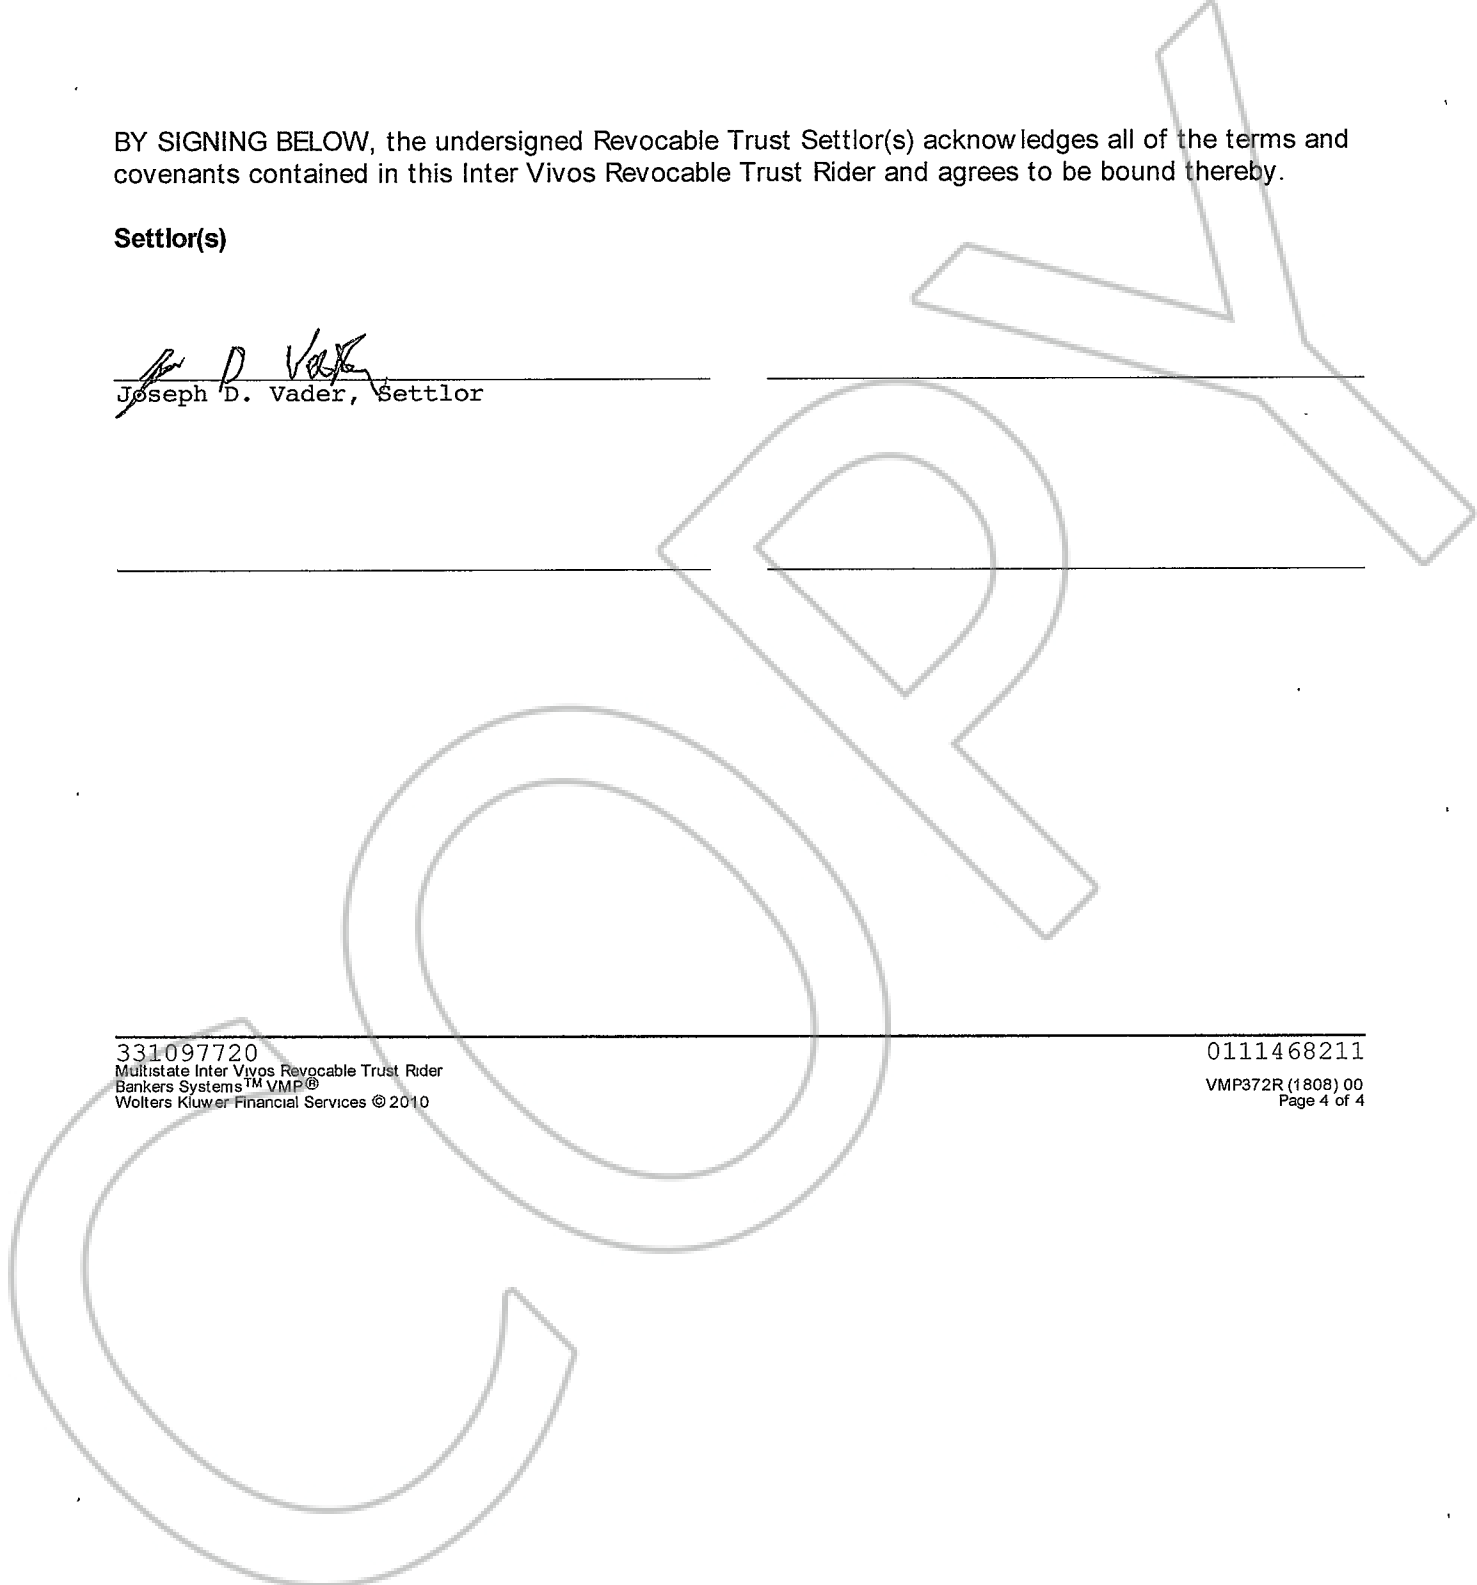 BY SIGNING BELOW, the undersigned Revocable Trust Settlor(s) acknowledges all of the terms and
covenants contained in this Inter Vivos Revocable Trust Rider and agrees to be bound thereby.
Settlor(s)
Joseph D. Vader, Settlor
331097720
Multistate Inter Vivos Revocable Trust Rider
Bankers Systems™ VMP®
Wolters Kluwer Financial Services © 2010
0111468211
VMP372R (1808) 00
Page 4 of 4
COPY